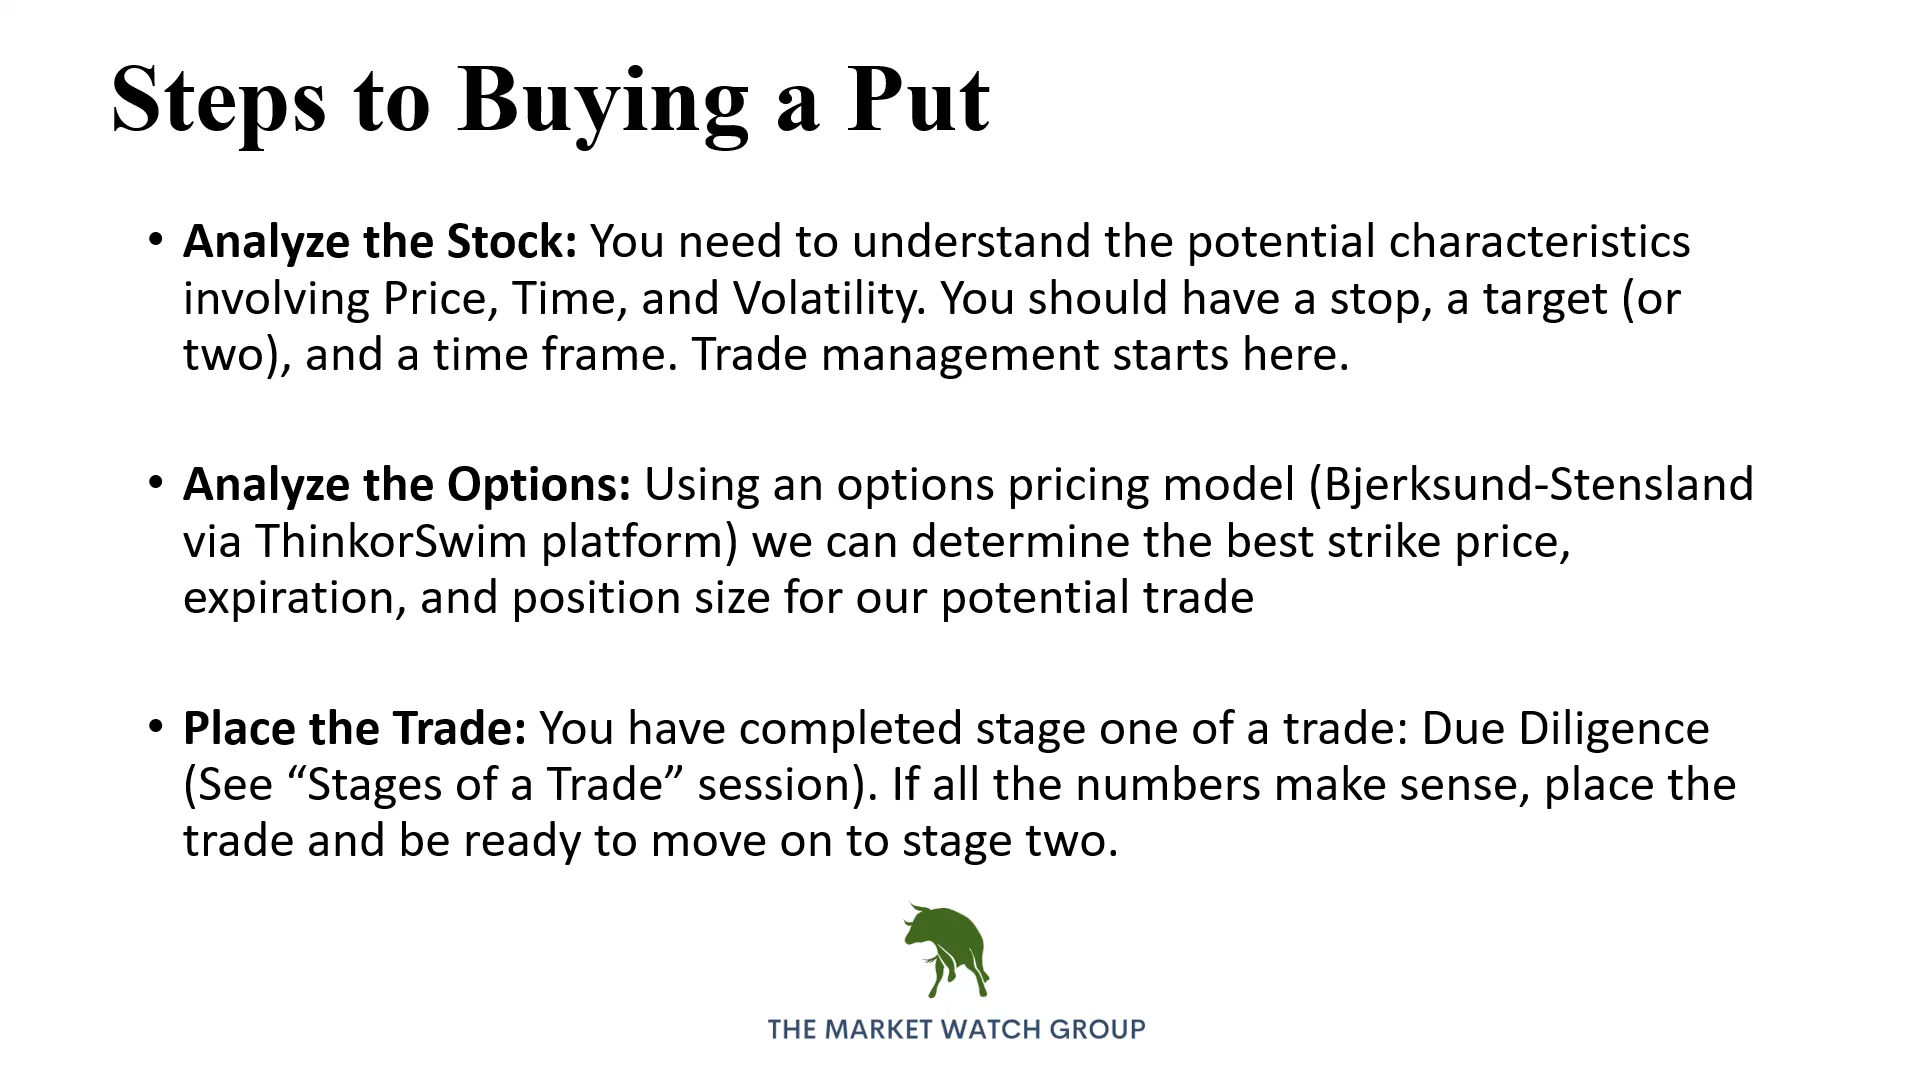 Steps to Buying a Put
• Analyze the Stock: You need to understand the potential characteristics
involving Price, Time, and Volatility. You should have a stop, a target (or
two), and a time frame. Trade management starts here.
• Analyze the Options: Using an options pricing model (Bjerksund-Stensland
via ThinkorSwim platform) we can determine the best strike price,
expiration, and position size for our potential trade
• Place the Trade: You have completed stage one of a trade: Due Diligence
(See “Stages of a Trade” session). If all the numbers make sense, place the
trade and be ready to move on to stage two.
THE MARKET WATCH GROUP